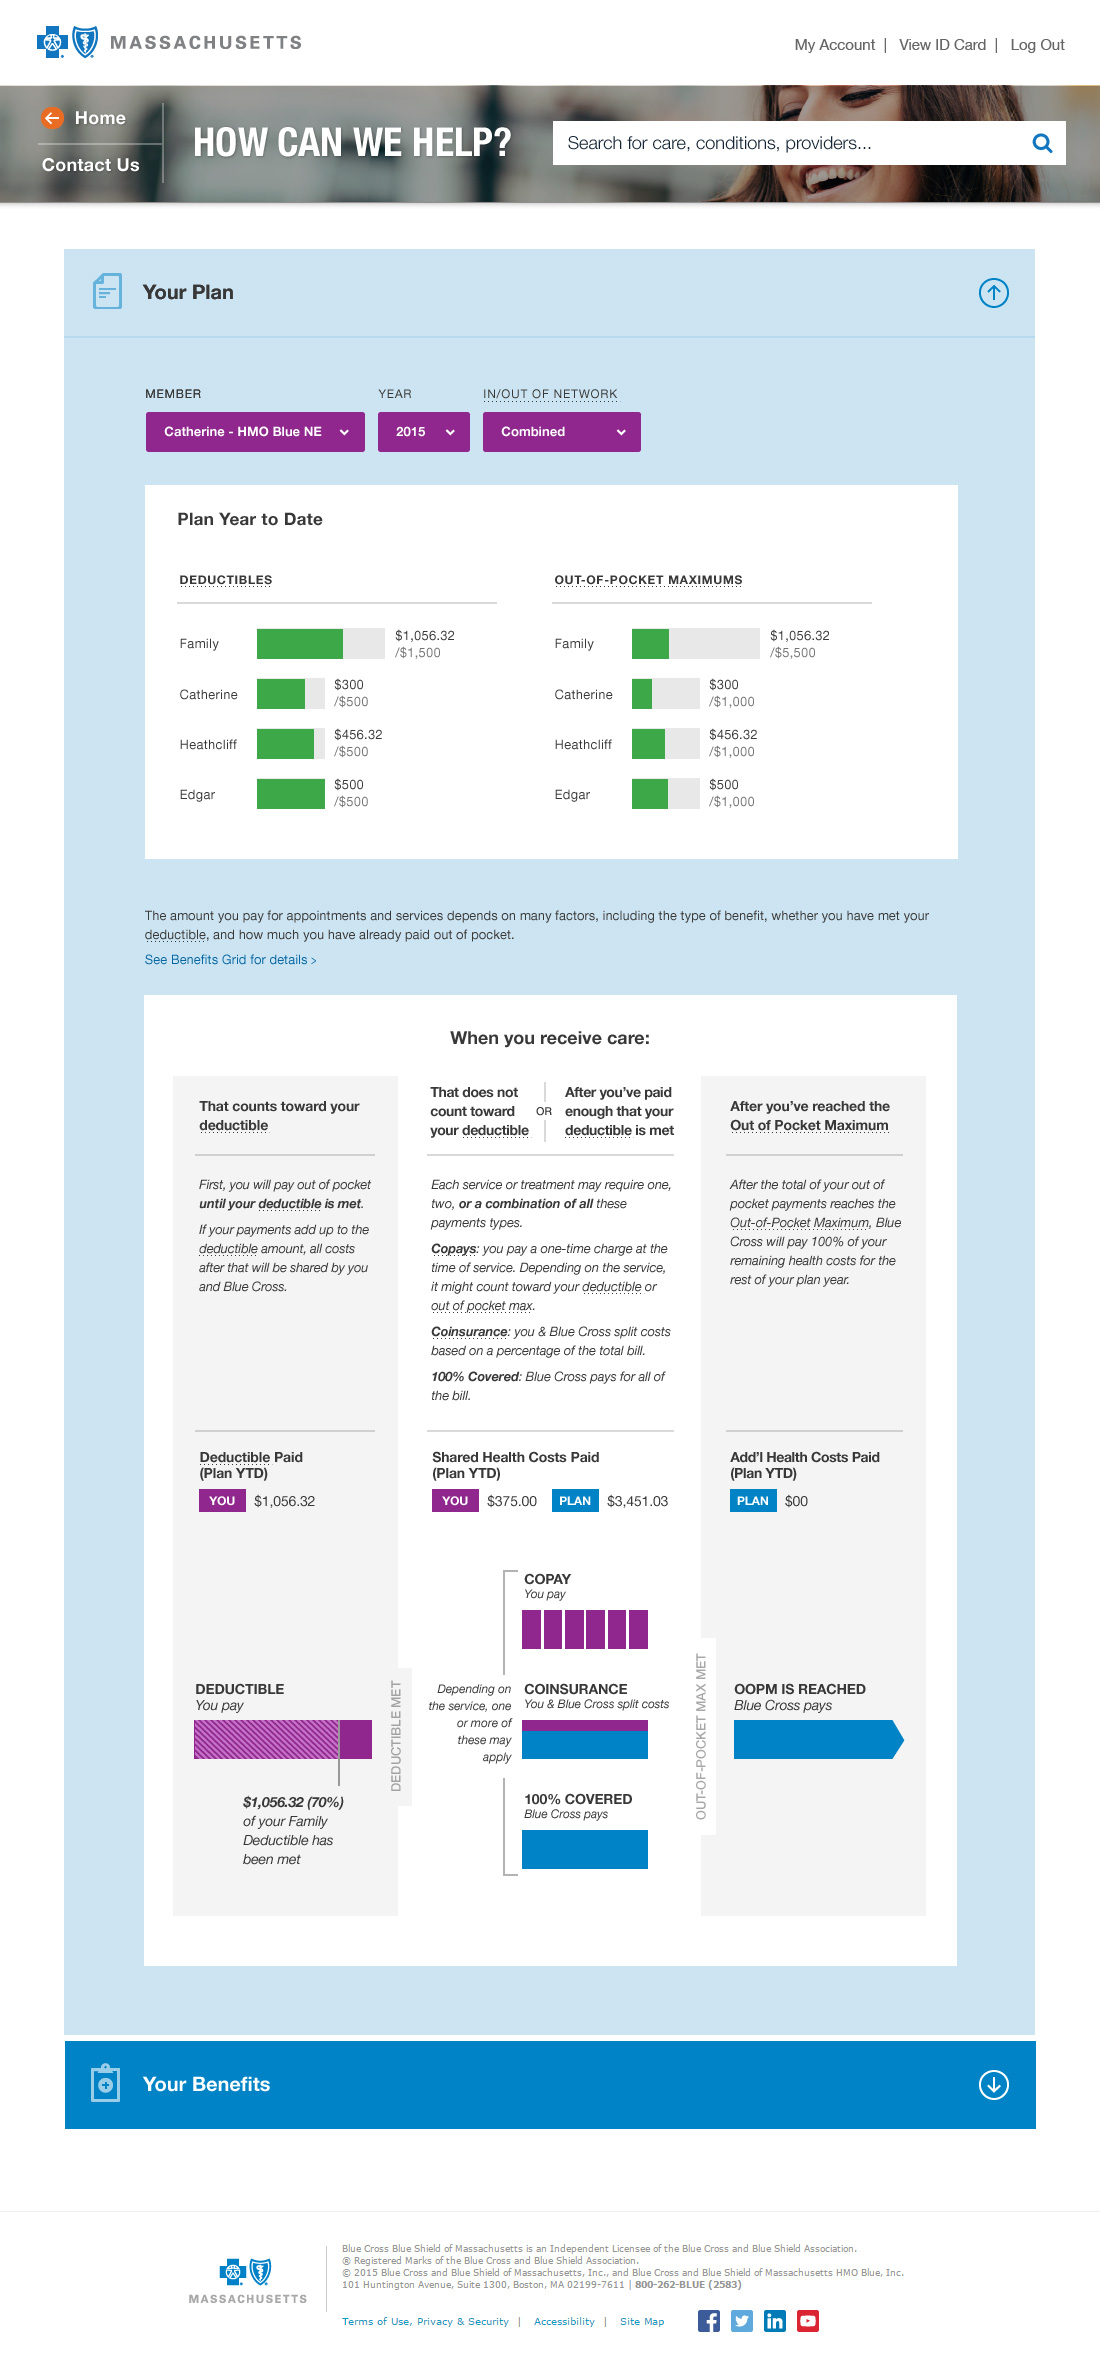 MASSACHUSETTS
My Account | View ID Card | Log Out
Home
Contact Us
HOW CAN WE HELP?
Search for care, conditions, providers...
Your Plan
MEMBER YEAR IN/OUT OF NETWORK
Catherine - HMO Blue NE 2015 Combined
Plan Year to Date
DEDUCTIBLES
Family $1,056.32
/$1,500
Catherine $300
/$500
Heathcliff $456.32
/$500
Edgar $500
/$500
OUT-OF-POCKET MAXIMUMS
Family $1,056.32
/$5,500
Catherine $300
/$1,000
Heathcliff $456.32
/$1,000
Edgar $500
/$1,000
The amount you pay for appointments and services depends on many factors, including the type of benefit, whether you have met your
deductible, and how much you have already paid out of pocket.
See Benefits Grid for details >
When you receive care:
That counts toward your
deductible
First, you will pay out of pocket
until your deductible is met.
If your payments add up to the
deductible amount, all costs
after that will be shared by you
and Blue Cross.
Deductible Paid
(Plan YTD)
YOU $1,056.32
DEDUCTIBLE
You pay
$1,056.32 (70%)
of your Family
Deductible has
been met
DEDUCTIBLE MET
That does not
count toward
your deductible
OR
After you've paid
enough that your
deductible is met
Each service or treatment may require one,
two, or a combination of all these
payments types.
Copays: you pay a one-time charge at the
time of service. Depending on the service,
it might count toward your deductible or
out of pocket max.
Coinsurance: you & Blue Cross split costs
based on a percentage of the total bill.
100% Covered: Blue Cross pays for all of
the bill.
Shared Health Costs Paid
(Plan YTD)
YOU $375.00 PLAN $3,451.03
Depending on
the service, one
or more of
these may
apply
COPAY
You pay
COINSURANCE
You & Blue Cross split costs
100% COVERED
Blue Cross pays
OUT-OF-POCKET MAX MET
After you've reached the
Out of Pocket Maximum
After the total of your out of
pocket payments reaches the
Out-of-Pocket Maximum, Blue
Cross will pay 100% of your
remaining health costs for the
rest of your plan year.
Add'l Health Costs Paid
(Plan YTD)
PLAN $00
OOPM IS REACHED
Blue Cross pays
Your Benefits
MASSACHUSETTS
Blue Cross Blue Shield of Massachusetts is an Independent Licensee of the Blue Cross and Blue Shield Association.
® Registered Marks of the Blue Cross and Blue Shield Association.
© 2015 Blue Cross and Blue Shield of Massachusetts, Inc., and Blue Cross and Blue Shield of Massachusetts HMO Blue, Inc.
101 Huntington Avenue, Suite 1300, Boston, MA 02199-7611 | 800-262-BLUE (2583)
Terms of Use, Privacy & Security | Accessibility | Site Map